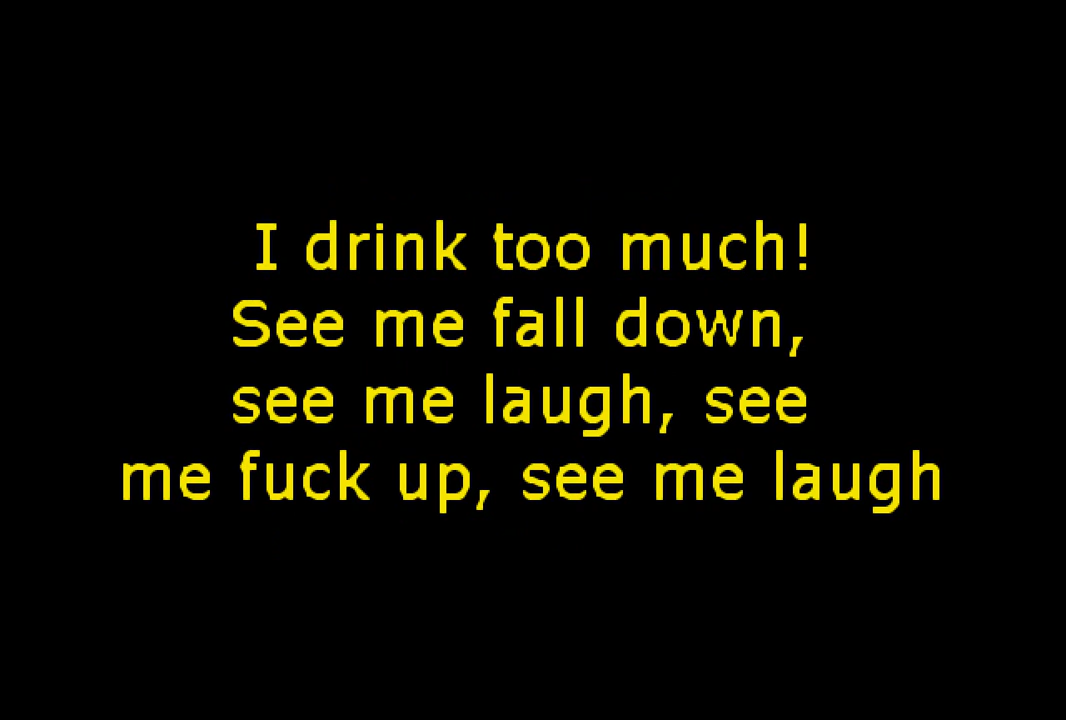 I drink too much!
See me fall down,
see me laugh, see
me fuck up, see me laugh